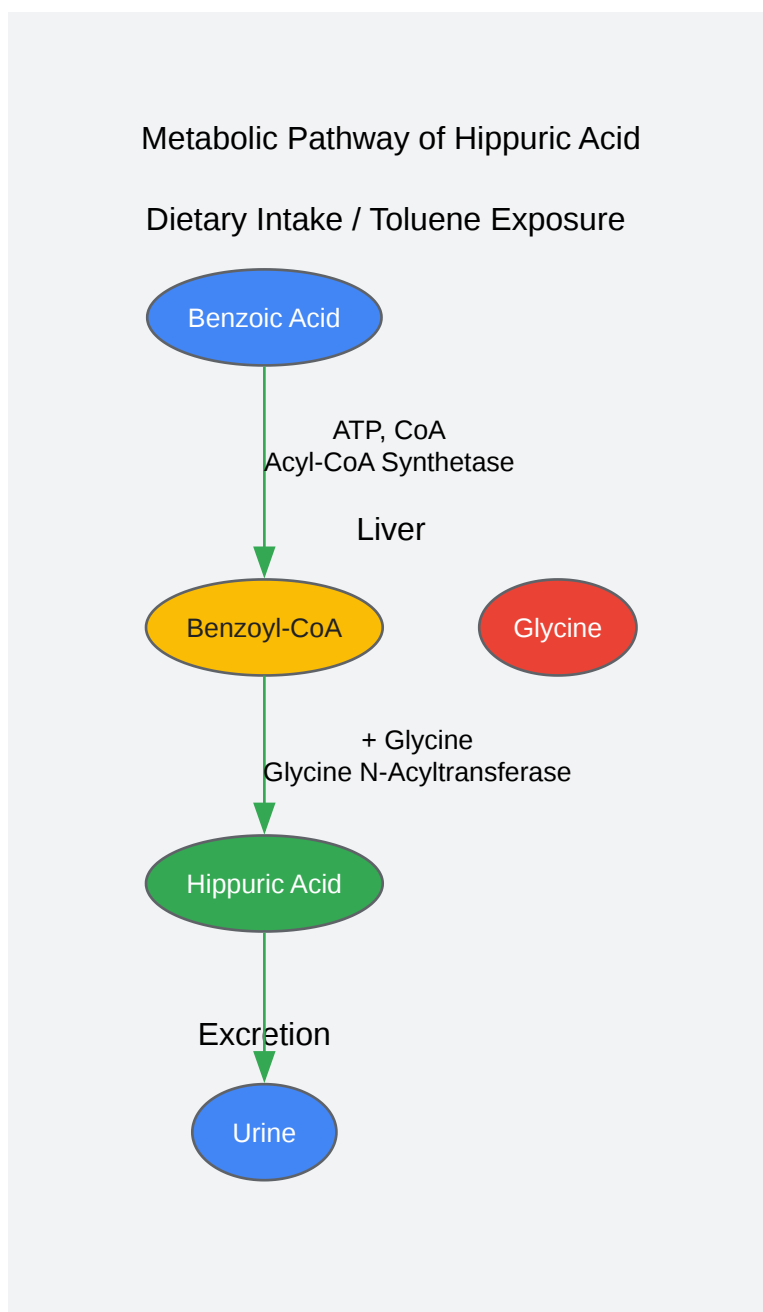 Metabolic Pathway of Hippuric Acid
Dietary Intake / Toluene Exposure
Benzoic Acid
ATP, CoA
Acyl-CoA Synthetase
Liver
Benzoyl-CoA
Glycine
+ Glycine
Glycine N-Acyltransferase
Hippuric Acid
Excretion
Urine